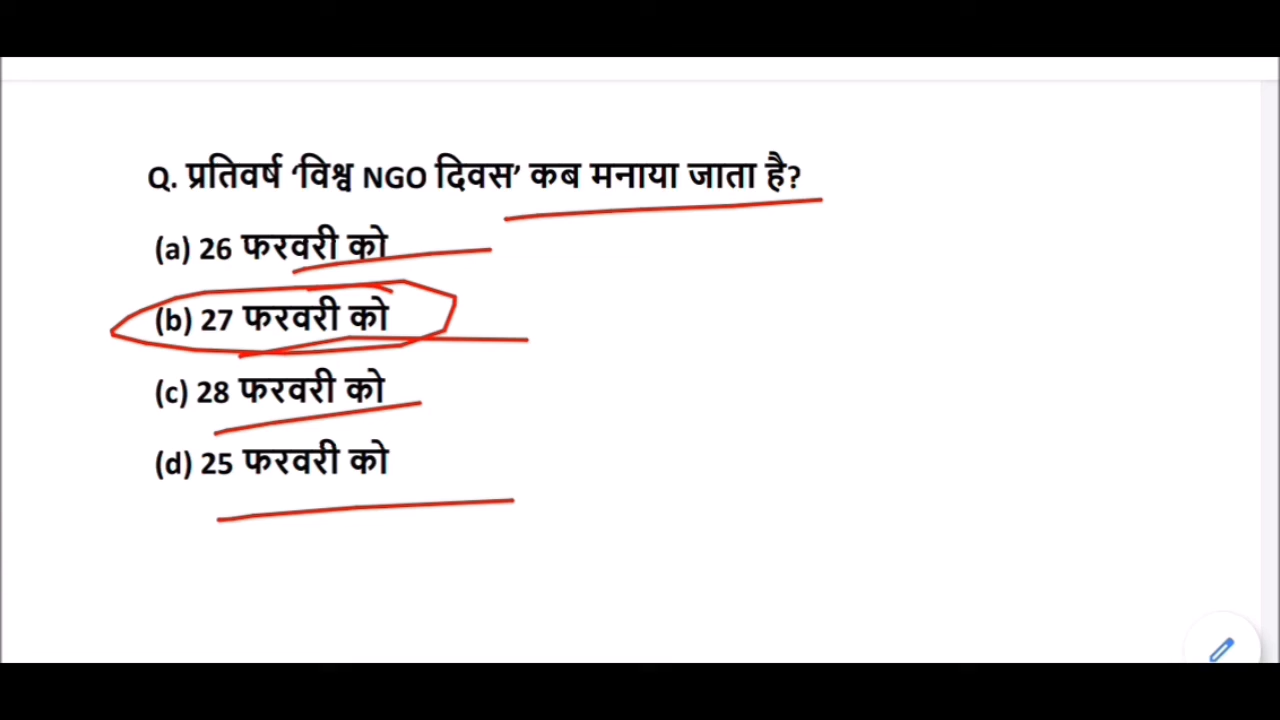 Q. प्रतिवर्ष ‘विश्व NGO दिवस’ कब मनाया जाता है?
(a) 26 फरवरी को
(b) 27 फरवरी को
(c) 28 फरवरी को
(d) 25 फरवरी को